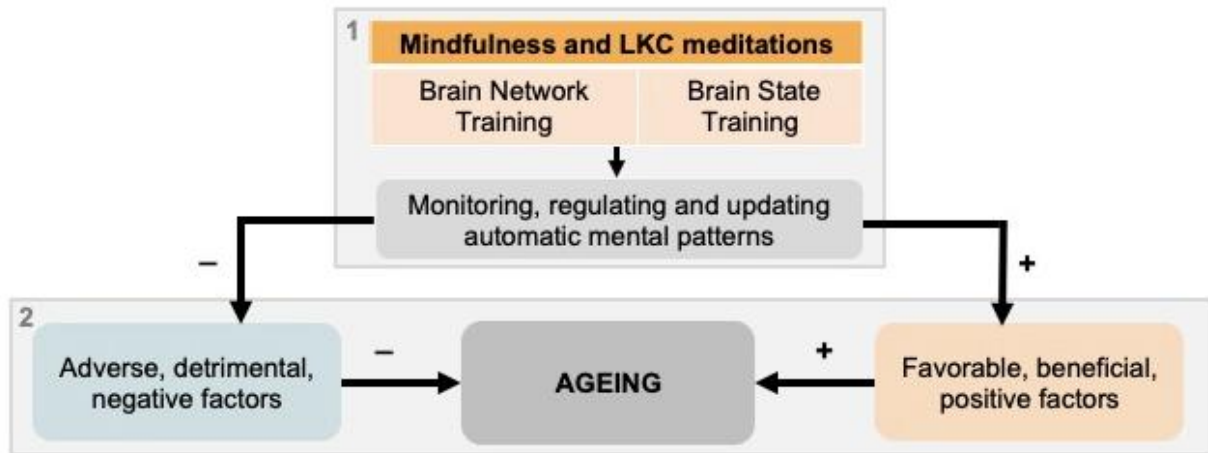 1
Mindfulness and LKC meditations
Brain Network
Training
Brain State
Training
Monitoring, regulating and updating
automatic mental patterns
–
+
2
Adverse, detrimental,
negative factors
–
AGEING
+
Favorable, beneficial,
positive factors